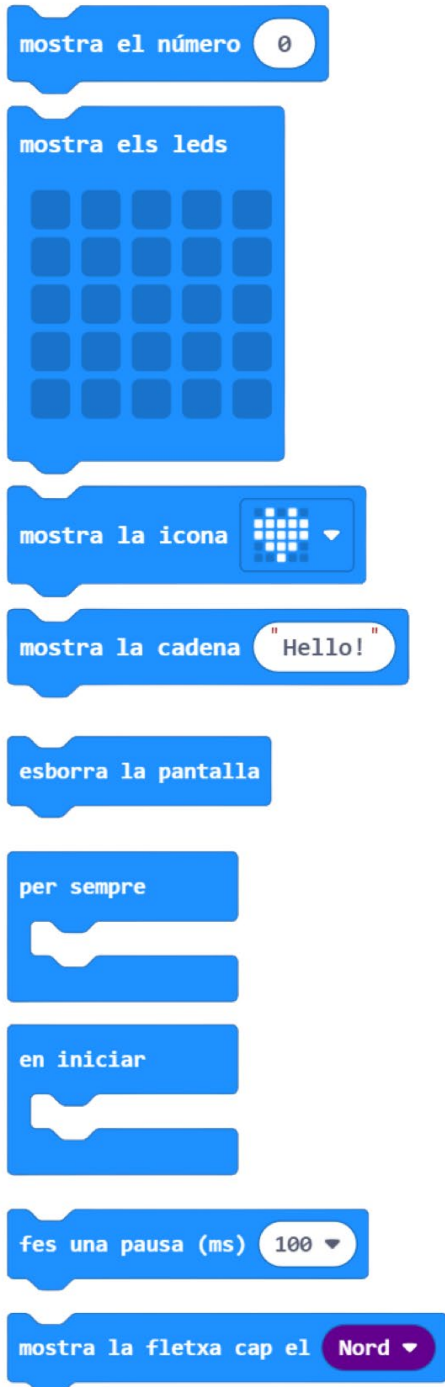 mostra el número 0
mostra els leds
mostra la icona
mostra la cadena "Hello!"
esborra la pantalla
per sempre
en iniciar
fes una pausa (ms) 100
mostra la fletxa cap el Nord